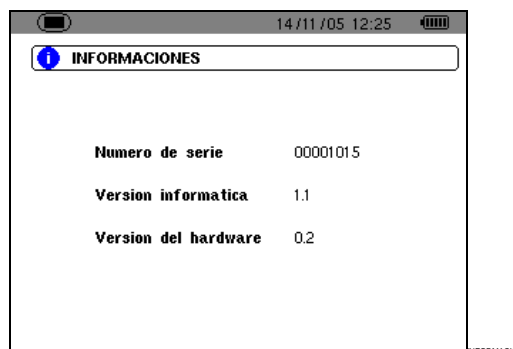 14/11/05 12:25
INFORMACIONES
Numero de serie 00001015
Version informatica 1.1
Version del hardware 0.2